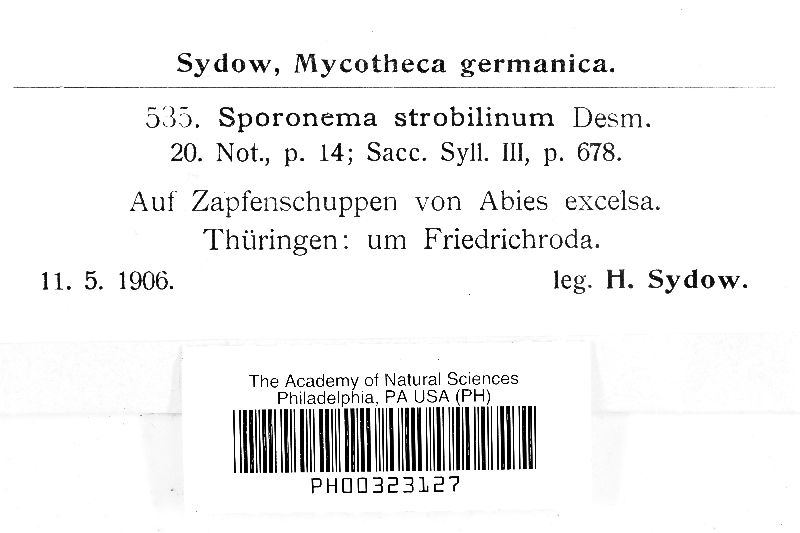 Sydow, Mycotheca germanica.
535. Sporonema strobilinum Desm.
20. Not., p. 14; Sacc. Syll. III, p. 678.
Auf Zapfenschuppen von Abies excelsa.
Thüringen: um Friedrichroda.
11. 5. 1906. leg. H. Sydow.
The Academy of Natural Sciences
Philadelphia, PA USA (PH)
PH00323127